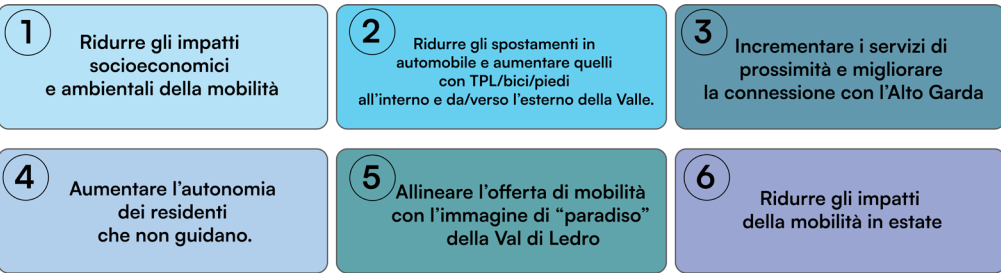 1
Ridurre gli impatti
socioeconomici
e ambientali della mobilità
2
Ridurre gli spostamenti in
automobile e aumentare quelli
con TPL/bici/piedi
all’interno e da/verso l’esterno della Valle.
3
Incrementare i servizi di
prossimità e migliorare
la connessione con l’Alto Garda
4
Aumentare l’autonomia
dei residenti
che non guidano.
5
Allineare l’offerta di mobilità
con l’immagine di “paradiso”
della Val di Ledro
6
Ridurre gli impatti
della mobilità in estate